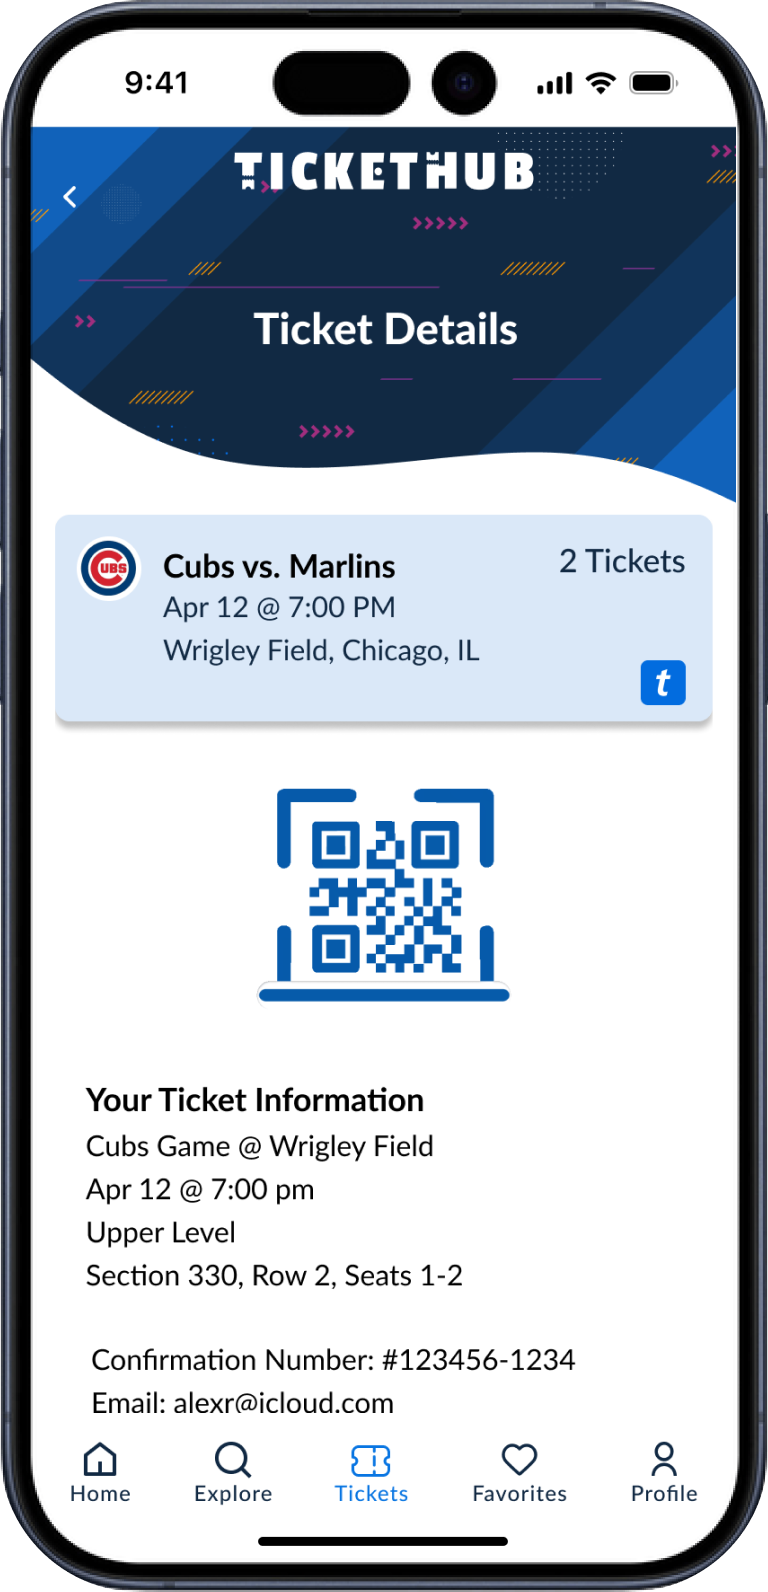 9:41
TICKETHUB
Ticket Details
CUBS
Cubs vs. Marlins
2 Tickets
Apr 12 @ 7:00 PM
Wrigley Field, Chicago, IL
t
Your Ticket Information
Cubs Game @ Wrigley Field
Apr 12 @ 7:00 pm
Upper Level
Section 330, Row 2, Seats 1-2
Confirmation Number: #123456-1234
Email: alexr@icloud.com
Home Explore Tickets Favorites Profile